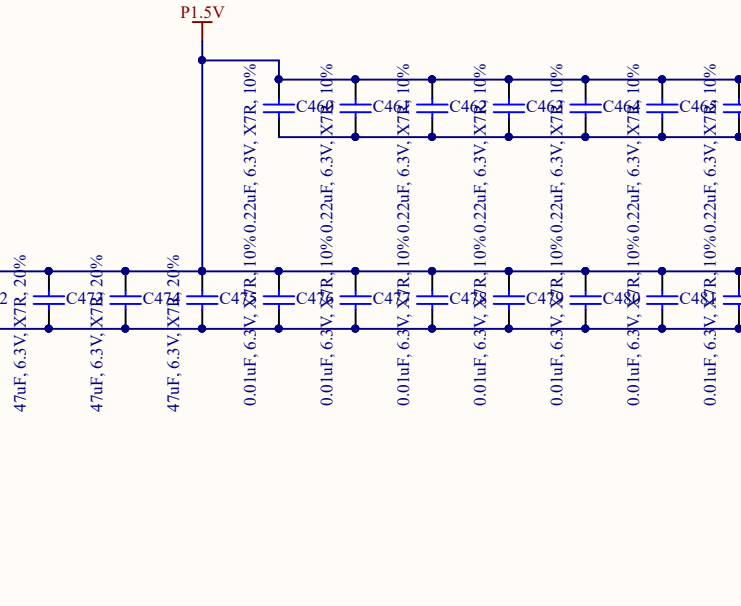 P1.5V
C460 C461 C462 C463 C464 C465
0.22uF, 6.3V, X7R, 10%
0.22uF, 6.3V, X7R, 10%
0.22uF, 6.3V, X7R, 10%
0.22uF, 6.3V, X7R, 10%
0.22uF, 6.3V, X7R, 10%
0.22uF, 6.3V, X7R, 10%
0.22uF, 6.3V, X7R, 10%
2 C473 C474 C475 C476 C477 C478 C479 C480 C481
47uF, 6.3V, X7R, 20%
47uF, 6.3V, X7R, 20%
47uF, 6.3V, X7R, 20%
0.01uF, 6.3V, X7R, 10%
0.01uF, 6.3V, X7R, 10%
0.01uF, 6.3V, X7R, 10%
0.01uF, 6.3V, X7R, 10%
0.01uF, 6.3V, X7R, 10%
0.01uF, 6.3V, X7R, 10%
0.01uF, 6.3V, X7R, 10%